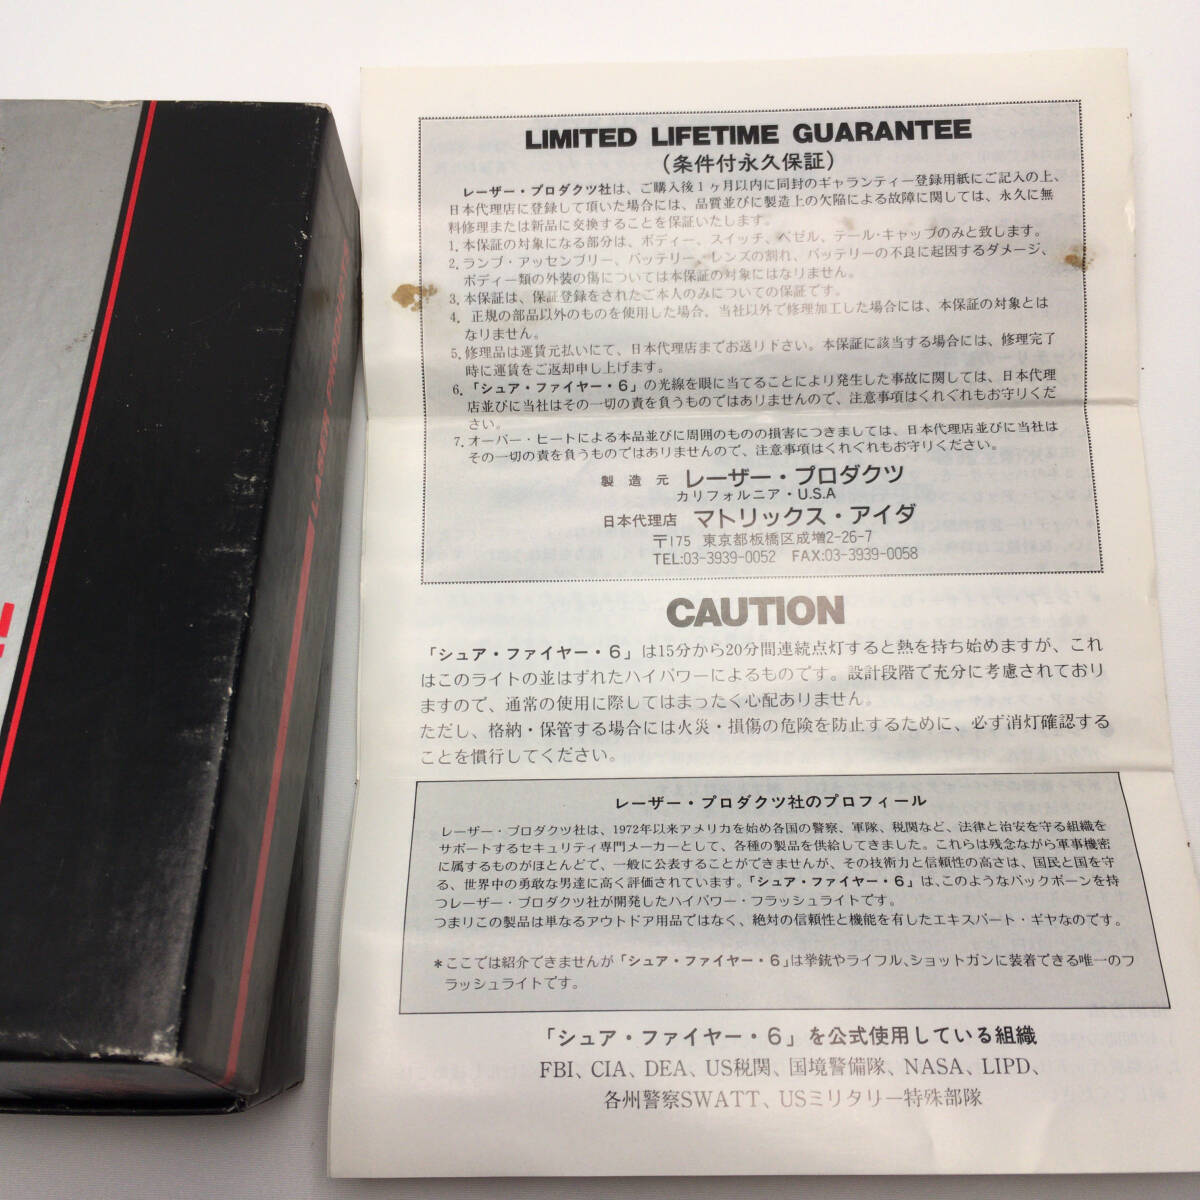 LASER PRODUCTS
LIMITED LIFETIME GUARANTEE
(条件付永久保証)
レーザー・プロダクツ社は、ご購入後1ヶ月以内に同封のギャランティー登録用紙にご記入の上、
日本代理店に登録して頂いた場合には、品質並びに製造上の欠陥による故障に関しては、永久に無
料修理または新品に交換することを保証いたします。
1. 本保証の対象になる部分は、ボディー、スイッチ、ベゼル、テール・キャップのみと致します。
2. ランプ・アッセンブリー、バッテリー、レンズの割れ、バッテリーの不良に起因するダメージ、
ボディー類の外装の傷については本保証の対象にはなりません。
3. 本保証は、保証登録をされたご本人のみについての保証です。
4. 正規の部品以外のものを使用した場合、当社以外で修理加工した場合には、本保証の対象とは
なりません。
5. 修理品は運賃元払いにて、日本代理店までお送り下さい。本保証に該当する場合には、修理完了
時に運賃をご返却申し上げます。
6. 「シュア・ファイヤー・6」の光線を眼に当てることにより発生した事故に関しては、日本代理
店並びに当社はその一切の責を負うものではありませんので、注意事項はくれぐれもお守りくだ
さい。
7. オーバー・ヒートによる本品並びに周囲のものの損害につきましては、日本代理店並びに当社は
その一切の責を負うものではありませんので、注意事項はくれぐれもお守りください。
製造元 レーザー・プロダクツ
カリフォルニア・U.S.A
日本代理店 マトリックス・アイダ
〒175 東京都板橋区成増2-26-7
TEL:03-3939-0052 FAX:03-3939-0058
CAUTION
「シュア・ファイヤー・6」は15分から20分間連続点灯すると熱を持ち始めますが、これ
はこのライトの並はずれたハイパワーによるものです。設計段階で充分に考慮されており
ますので、通常の使用に際してはまったく心配ありません。
ただし、格納・保管する場合には火災・損傷の危険を防止するために、必ず消灯確認する
ことを慣行してください。
レーザー・プロダクツ社のプロフィール
レーザー・プロダクツ社は、1972年以来アメリカを始め各国の警察、軍隊、税関など、法律と治安を守る組織を
サポートするセキュリティ専門メーカーとして、各種の製品を供給してきました。これらは残念ながら軍事機密
に属するものがほとんどで、一般に公表することができませんが、その技術力と信頼性の高さは、国民と国を守
る、世界中の勇敢な男達に高く評価されています。「シュア・ファイヤー・6」は、このようなバックボーンを持
つレーザー・プロダクツ社が開発したハイパワー・フラッシュライトです。
つまりこの製品は単なるアウトドア用品ではなく、絶対の信頼性と機能を有したエキスパート・ギヤなのです。
*ここでは紹介できませんが「シュア・ファイヤー・6」は拳銃やライフル、ショットガンに装着できる唯一のフ
ラッシュライトです。
「シュア・ファイヤー・6」を公式使用している組織
FBI、CIA、DEA、US税関、国境警備隊、NASA、LIPD、
各州警察SWATT、USミリタリー特殊部隊